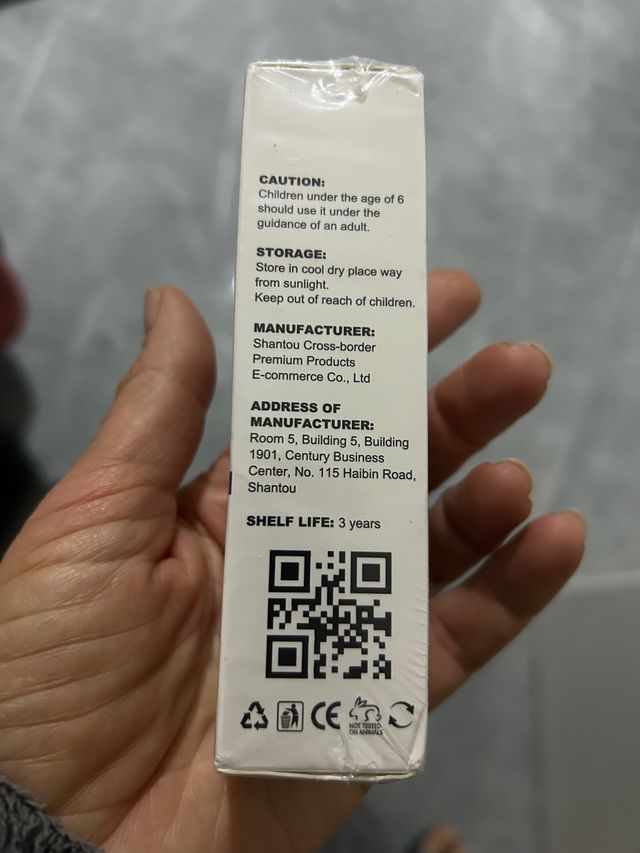 CAUTION:
Children under the age of 6
should use it under the
guidance of an adult.
STORAGE:
Store in cool dry place way
from sunlight.
Keep out of reach of children.
MANUFACTURER:
Shantou Cross-border
Premium Products
E-commerce Co., Ltd
ADDRESS OF
MANUFACTURER:
Room 5, Building 5, Building
1901, Century Business
Center, No. 115 Haibin Road,
Shantou
SHELF LIFE: 3 years
CE
NOT TESTED
ON ANIMALS